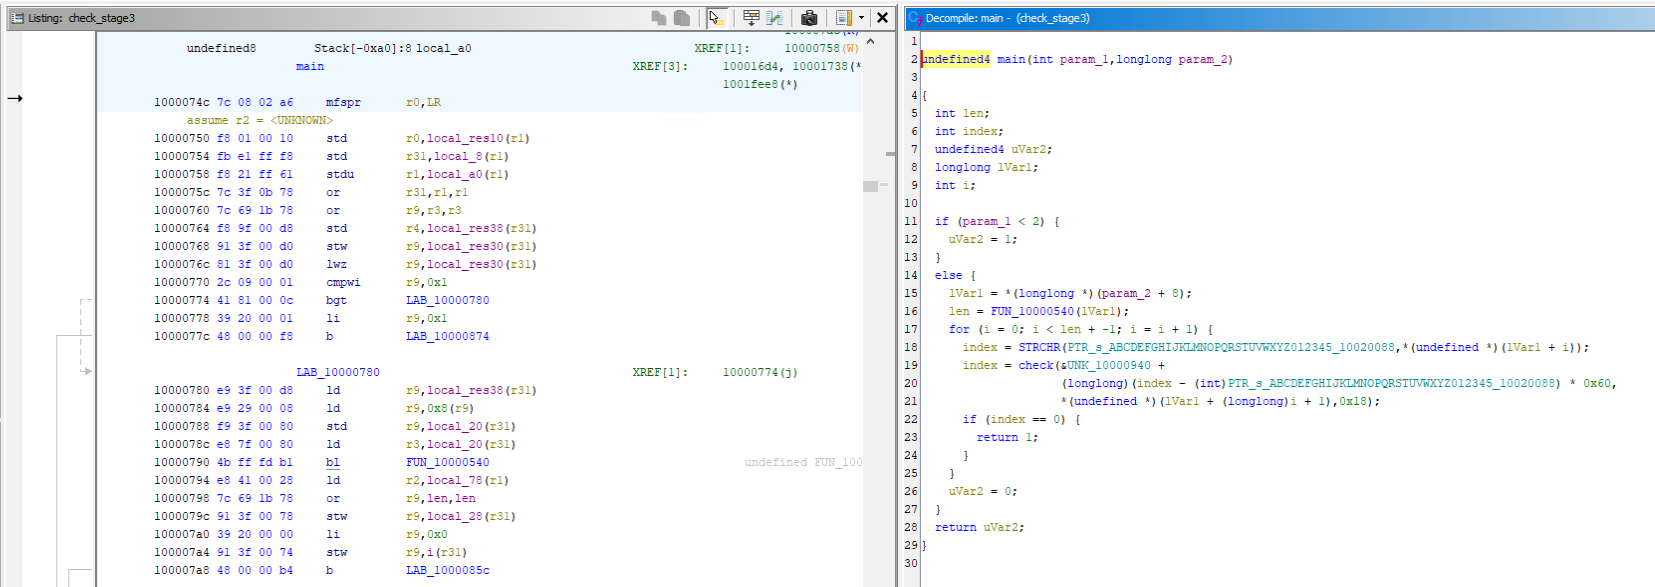 Listing: check_stage3
undefined8 Stack[-0xa0]:8 local_a0 XREF[1]: 10000758(W)
main XREF[3]: 100016d4, 10001738(*
1001fee8(*)
1000074c 7c 08 02 a6 mfspr r0,LR
assume r2 = <UNKNOWN>
10000750 f8 01 00 10 std r0,local_res10(r1)
10000754 fb e1 ff f8 std r31,local_8(r1)
10000758 f8 21 ff 61 stdu r1,local_a0(r1)
1000075c 7c 3f 0b 78 or r31,r1,r1
10000760 7c 69 1b 78 or r9,r3,r3
10000764 f8 9f 00 d8 std r4,local_res38(r31)
10000768 91 3f 00 d0 stw r9,local_res30(r31)
1000076c 81 3f 00 d0 lwz r9,local_res30(r31)
10000770 2c 09 00 01 cmpwi r9,0x1
10000774 41 81 00 0c bgt LAB_10000780
10000778 39 20 00 01 li r9,0x1
1000077c 48 00 00 f8 b LAB_10000874
LAB_10000780 XREF[1]: 10000774(j)
10000780 e9 3f 00 d8 ld r9,local_res38(r31)
10000784 e9 29 00 08 ld r9,0x8(r9)
10000788 f9 3f 00 80 std r9,local_20(r31)
1000078c e8 7f 00 80 ld r3,local_20(r31)
10000790 4b ff fd b1 bl FUN_10000540 undefined FUN_100
10000794 e8 41 00 28 ld r2,local_78(r1)
10000798 7c 69 1b 78 or r9,len,len
1000079c 91 3f 00 78 stw r9,local_28(r31)
100007a0 39 20 00 00 li r9,0x0
100007a4 91 3f 00 74 stw r9,i(r31)
100007a8 48 00 00 b4 b LAB_1000085c
Decompile: main - (check_stage3)
1
2 undefined4 main(int param_1,longlong param_2)
3
4 {
5 int len;
6 int index;
7 undefined4 uVar2;
8 longlong lVar1;
9 int i;
10
11 if (param_1 < 2) {
12 uVar2 = 1;
13 }
14 else {
15 lVar1 = *(longlong *)(param_2 + 8);
16 len = FUN_10000540(lVar1);
17 for (i = 0; i < len + -1; i = i + 1) {
18 index = STRCHR(PTR_s_ABCDEFGHIJKLMNOPQRSTUVWXYZ012345_10020088,*(undefined *)(lVar1 + i));
19 index = check(&UNK_10000940 +
20 (longlong)(index - (int)PTR_s_ABCDEFGHIJKLMNOPQRSTUVWXYZ012345_10020088) * 0x60,
21 *(undefined *)(lVar1 + (longlong)i + 1),0x18);
22 if (index == 0) {
23 return 1;
24 }
25 }
26 uVar2 = 0;
27 }
28 return uVar2;
29 }
30